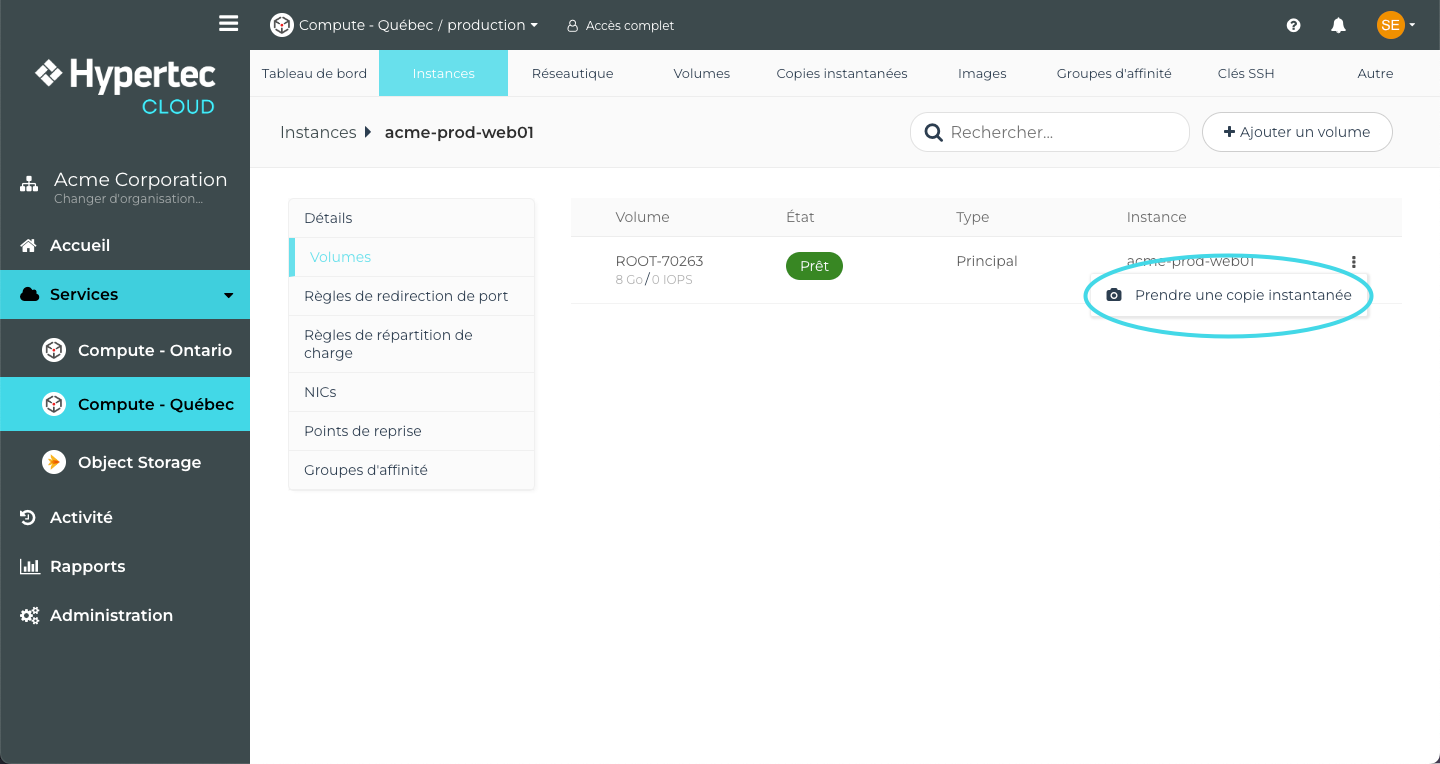 Compute - Québec / production
Accès complet
SE
Hypertec
CLOUD
Tableau de bord
Instances
Réseautique
Volumes
Copies instantanées
Images
Groupes d'affinité
Clés SSH
Autre
Instances
acme-prod-web01
Rechercher...
Ajouter un volume
Acme Corporation
Changer d'organisation...
Accueil
Services
Compute - Ontario
Compute - Québec
Object Storage
Activité
Rapports
Administration
Détails
Volumes
Règles de redirection de port
Règles de répartition de
charge
NICs
Points de reprise
Groupes d'affinité
Volume
État
Type
Instance
ROOT-70263
8 Go / 0 IOPS
Prêt
Principal
acme-prod-web01
Prendre une copie instantanée